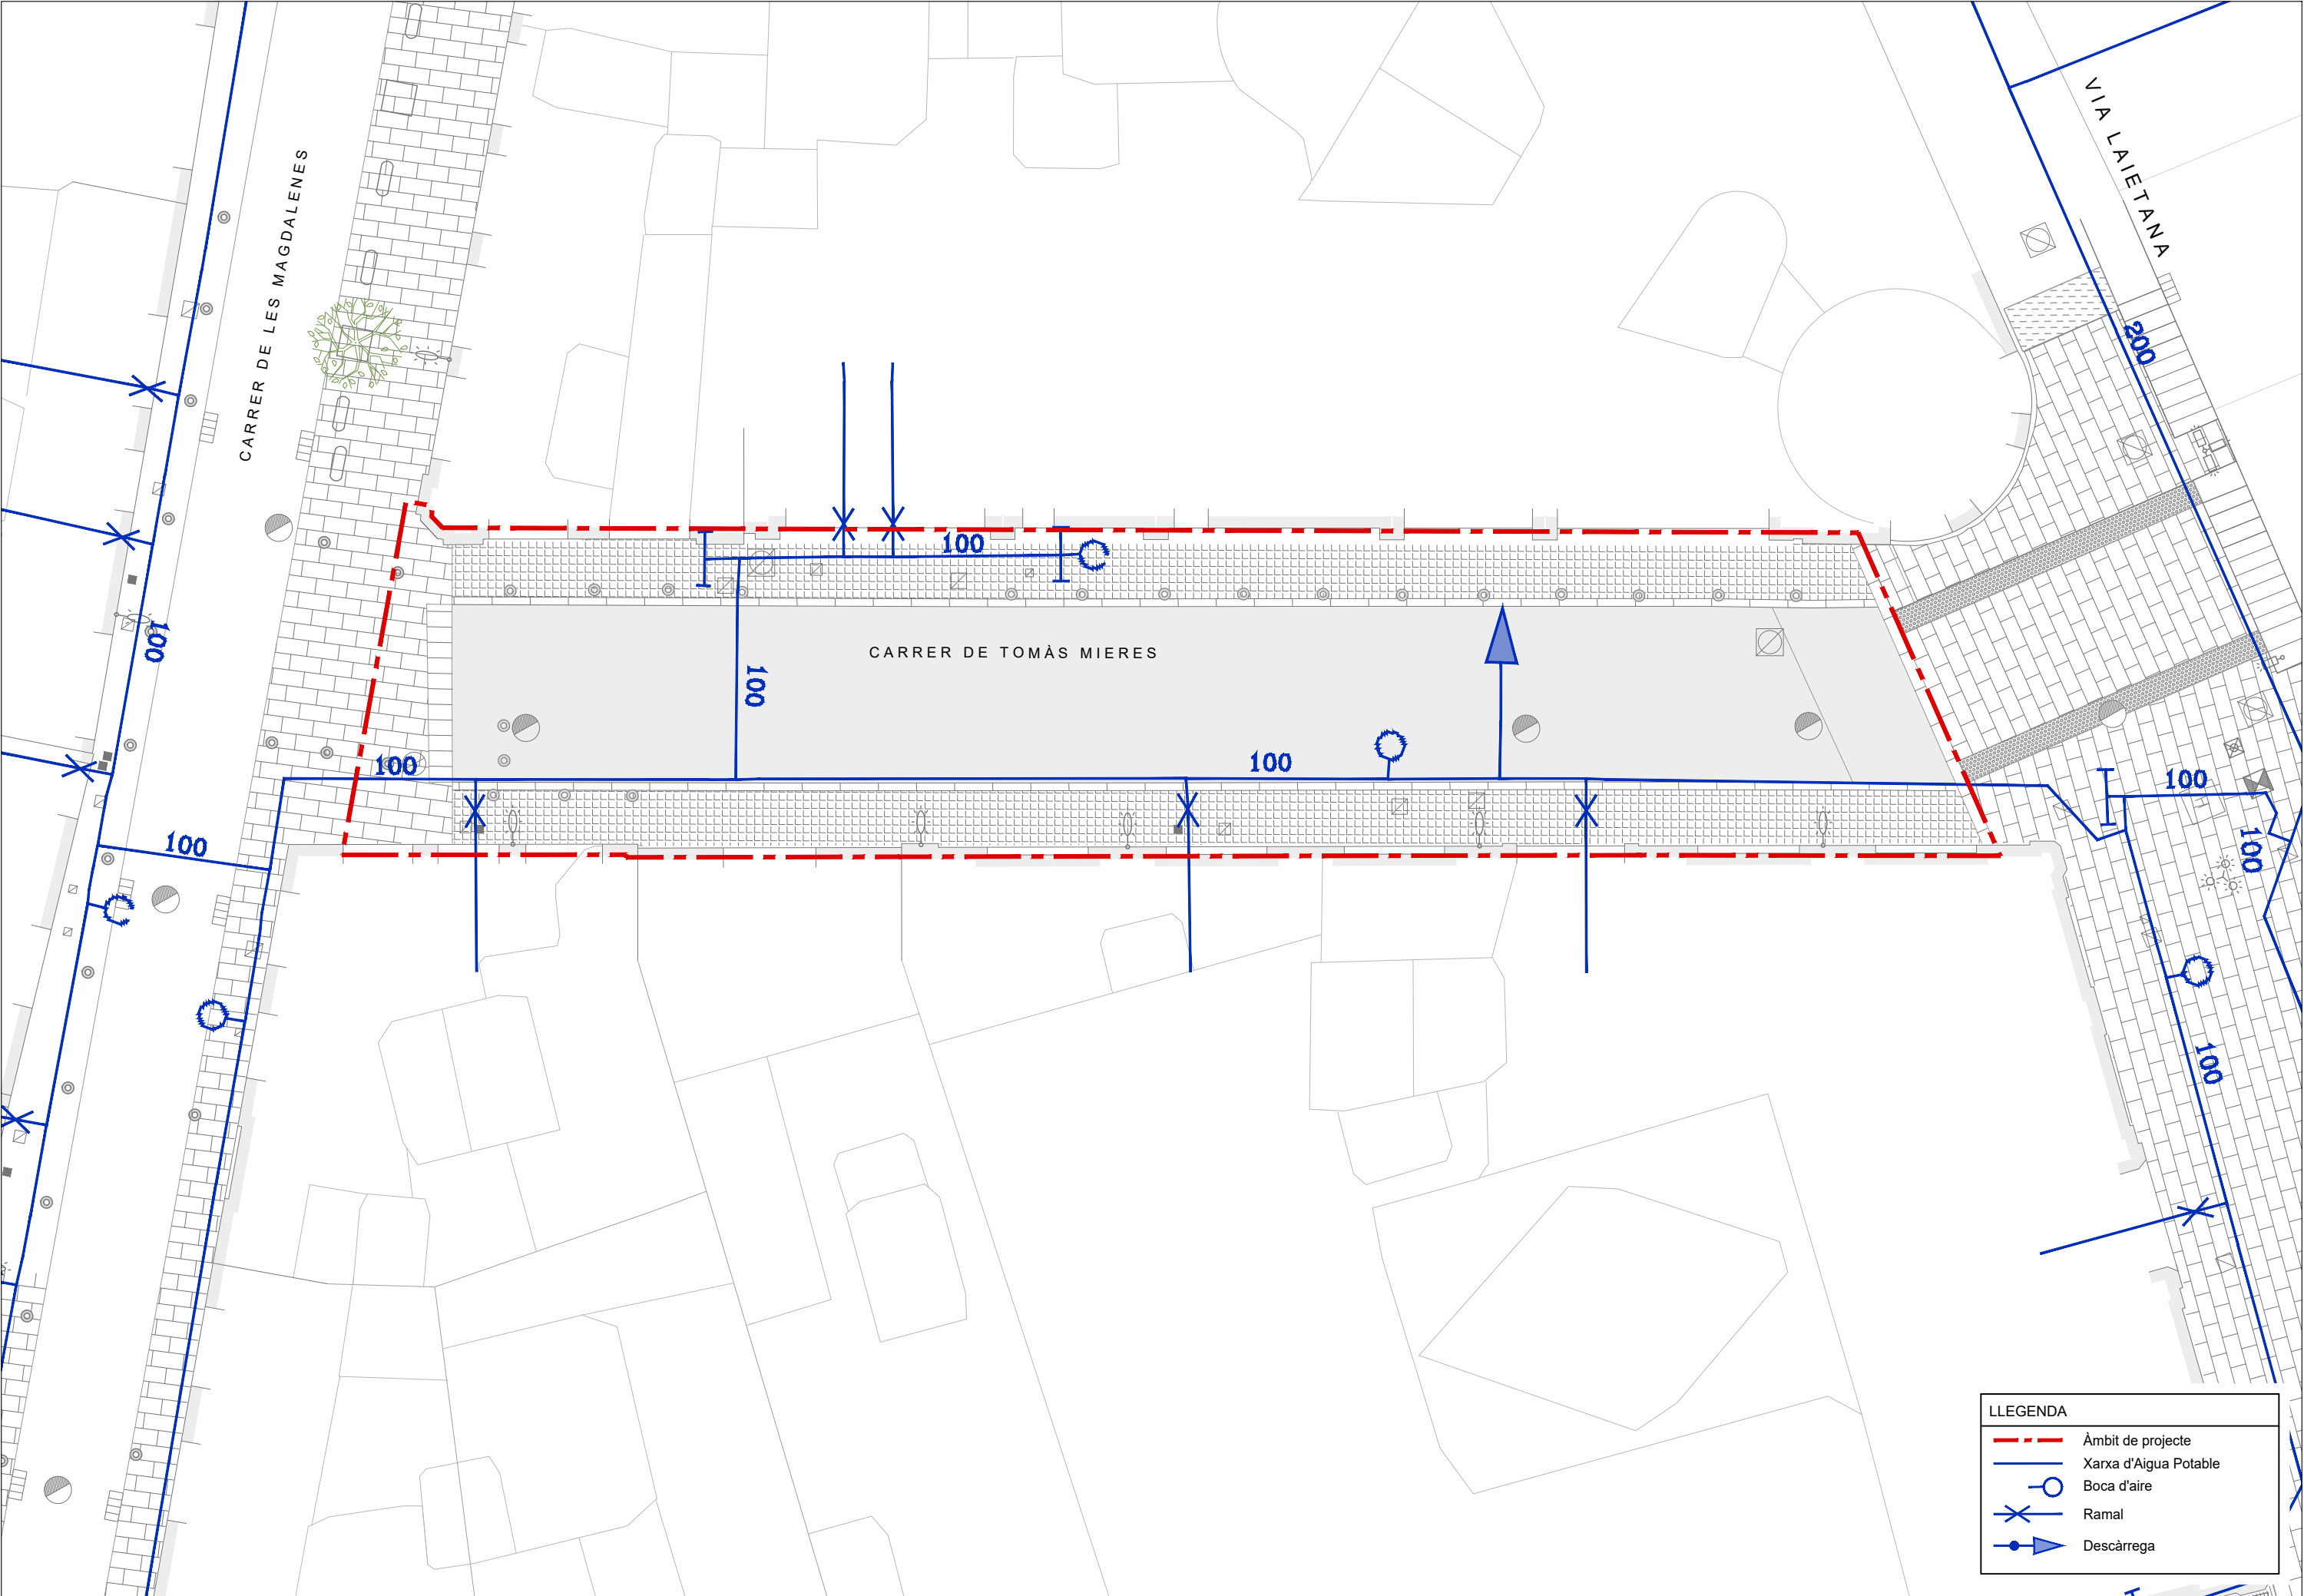 VIA LAIETANA
CARRER DE LES MAGDALENES
200
100
100
CARRER DE TOMÀS MIERES
100
100
100
100
100
100
100
LLEGENDA
Àmbit de projecte
Xarxa d'Aigua Potable
Boca d'aire
Ramal
Descàrrega